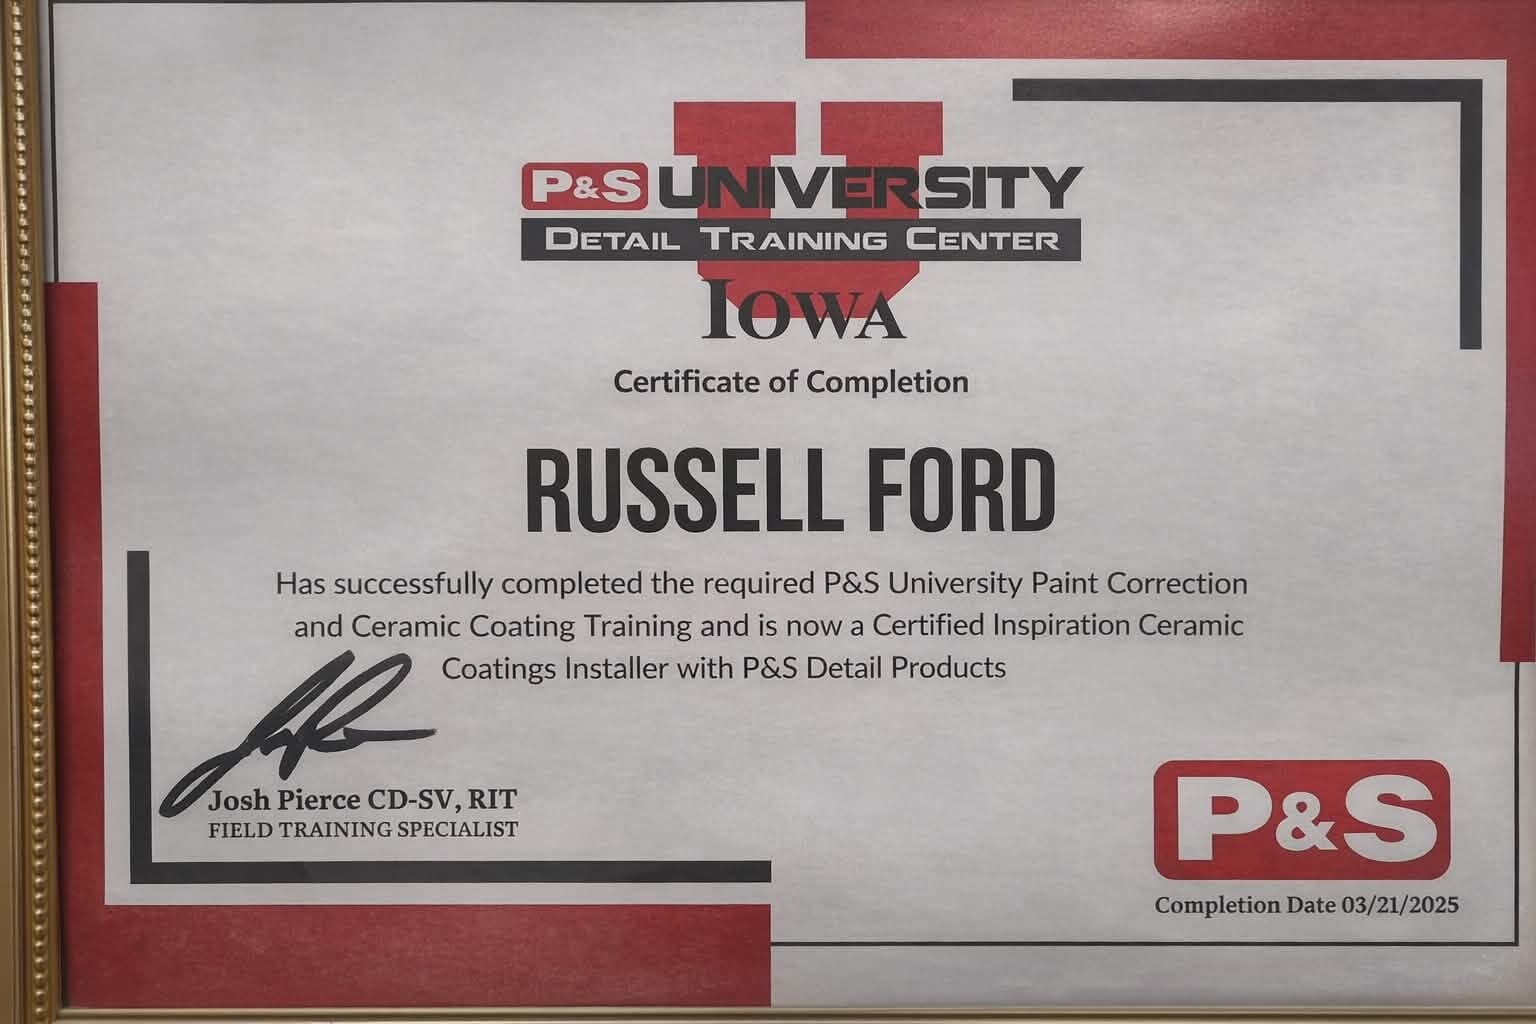 P&S UNIVERSITY
DETAIL TRAINING CENTER
IOWA
Certificate of Completion
RUSSELL FORD
Has successfully completed the required P&S University Paint Correction
and Ceramic Coating Training and is now a Certified Inspiration Ceramic
Coatings Installer with P&S Detail Products
Josh Pierce CD-SV, RIT
FIELD TRAINING SPECIALIST
P&S
Completion Date 03/21/2025